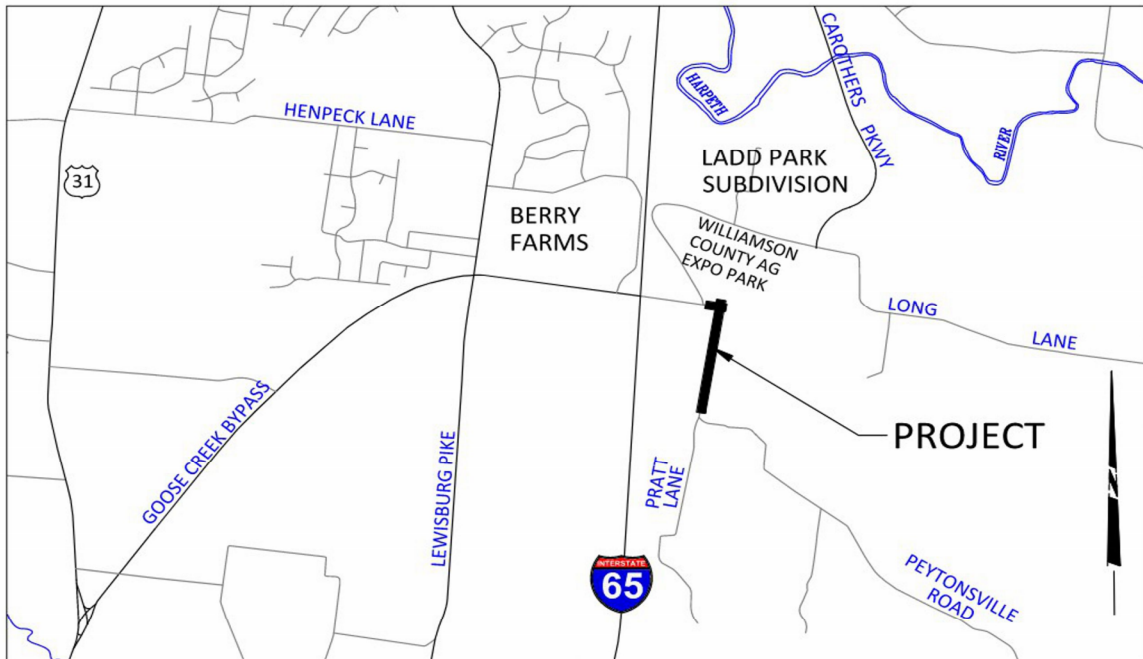 CAROTHERS PKWY
HARPETH
RIVER
HENPECK LANE
LADD PARK
SUBDIVISION
31
BERRY
FARMS
WILLIAMSON
COUNTY AG
EXPO PARK
LONG
LANE
PROJECT
GOOSE CREEK BYPASS
LEWISBURG PIKE
PRATT
LANE
INTERSTATE
65
PEYTONSVILLE
ROAD
N